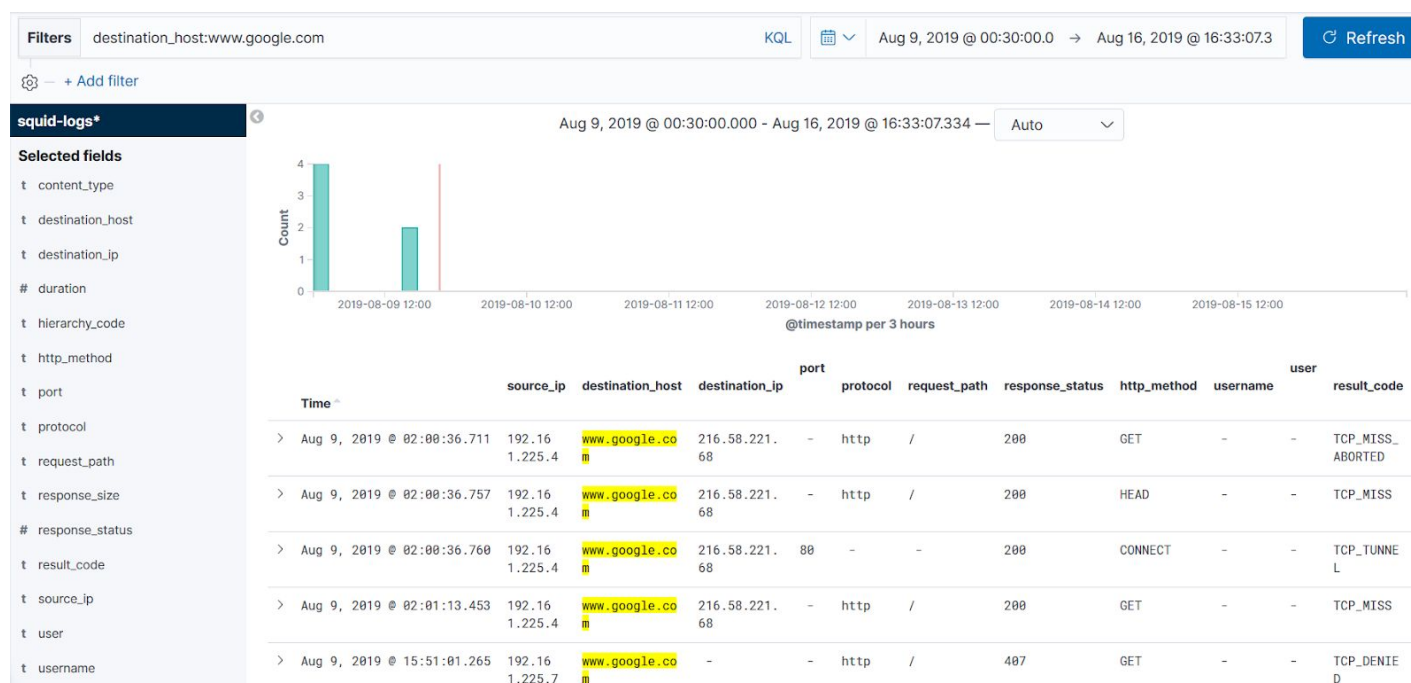 Filters destination_host:www.google.com KQL Aug 9, 2019 @ 00:30:00.0 → Aug 16, 2019 @ 16:33:07.3 Refresh
+ Add filter
squid-logs*
Selected fields
t content_type
t destination_host
t destination_ip
# duration
t hierarchy_code
t http_method
t port
t protocol
t request_path
t response_size
# response_status
t result_code
t source_ip
t user
t username
Aug 9, 2019 @ 00:30:00.000 - Aug 16, 2019 @ 16:33:07.334 — Auto
Count
4
3
2
1
0
2019-08-09 12:00 2019-08-10 12:00 2019-08-11 12:00 2019-08-12 12:00 2019-08-13 12:00 2019-08-14 12:00 2019-08-15 12:00
@timestamp per 3 hours
Time source_ip destination_host destination_ip port protocol request_path response_status http_method username user result_code
> Aug 9, 2019 @ 02:00:36.711 192.16 www.google.co 216.58.221. - http / 200 GET - - TCP_MISS_
1.225.4 m 68 ABORTED
> Aug 9, 2019 @ 02:00:36.757 192.16 www.google.co 216.58.221. - http / 200 HEAD - - TCP_MISS
1.225.4 m 68
> Aug 9, 2019 @ 02:00:36.760 192.16 www.google.co 216.58.221. 80 - - 200 CONNECT - - TCP_TUNNE
1.225.4 m 68 L
> Aug 9, 2019 @ 02:01:13.453 192.16 www.google.co 216.58.221. - http / 200 GET - - TCP_MISS
1.225.4 m 68
> Aug 9, 2019 @ 15:51:01.265 192.16 www.google.co - - http / 407 GET - - TCP_DENIE
1.225.7 m D